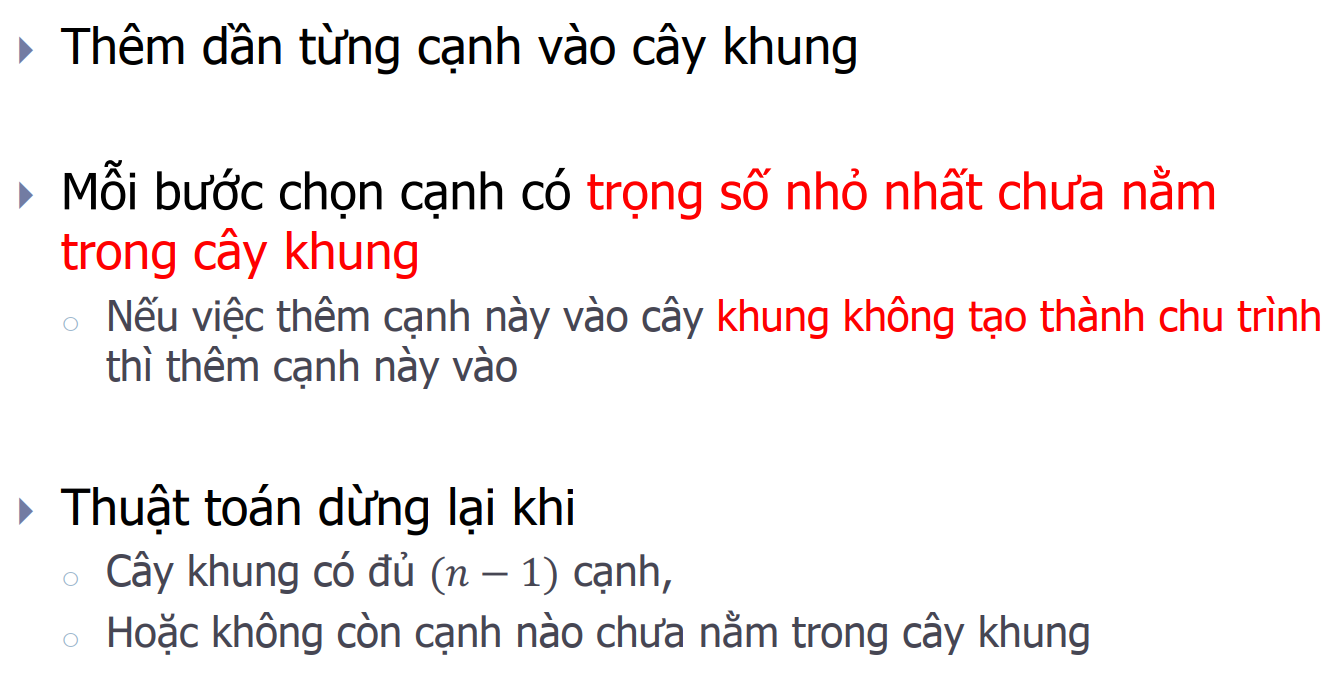 Thêm dần từng cạnh vào cây khung
Mỗi bước chọn cạnh có trọng số nhỏ nhất chưa nằm
trong cây khung
Nếu việc thêm cạnh này vào cây khung không tạo thành chu trình
thì thêm cạnh này vào
Thuật toán dừng lại khi
Cây khung có đủ (n − 1) cạnh,
Hoặc không còn cạnh nào chưa nằm trong cây khung